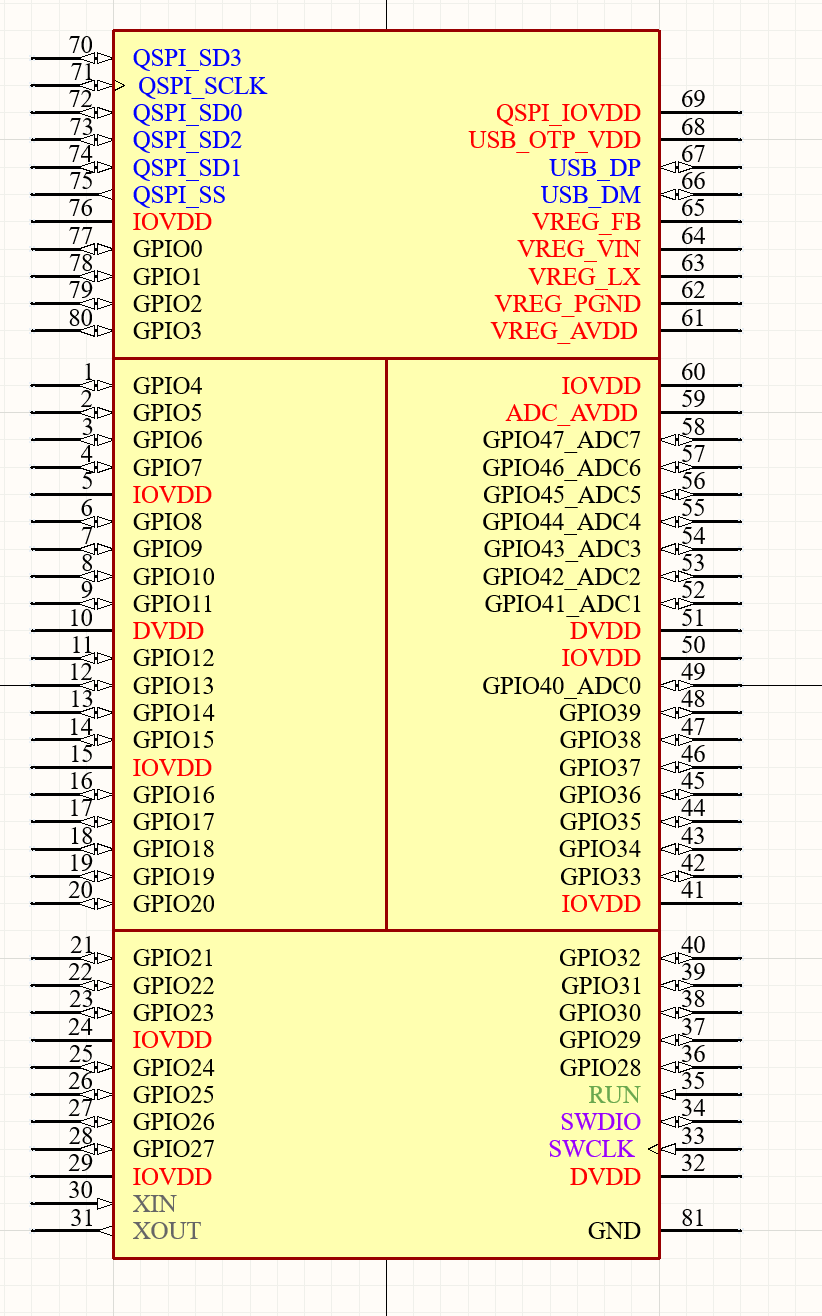 70 QSPI_SD3
71 QSPI_SCLK
72 QSPI_SD0 QSPI_IOVDD 69
73 QSPI_SD2 USB_OTP_VDD 68
74 QSPI_SD1 USB_DP 67
75 QSPI_SS USB_DM 66
76 IOVDD VREG_FB 65
77 GPIO0 VREG_VIN 64
78 GPIO1 VREG_LX 63
79 GPIO2 VREG_PGND 62
80 GPIO3 VREG_AVDD 61
1 GPIO4 IOVDD 60
2 GPIO5 ADC_AVDD 59
3 GPIO6 GPIO47_ADC7 58
4 GPIO7 GPIO46_ADC6 57
5 IOVDD GPIO45_ADC5 56
6 GPIO8 GPIO44_ADC4 55
7 GPIO9 GPIO43_ADC3 54
8 GPIO10 GPIO42_ADC2 53
9 GPIO11 GPIO41_ADC1 52
10 DVDD DVDD 51
11 GPIO12 IOVDD 50
12 GPIO13 GPIO40_ADC0 49
13 GPIO14 GPIO39 48
14 GPIO15 GPIO38 47
15 IOVDD GPIO37 46
16 GPIO16 GPIO36 45
17 GPIO17 GPIO35 44
18 GPIO18 GPIO34 43
19 GPIO19 GPIO33 42
20 GPIO20 IOVDD 41
21 GPIO21 GPIO32 40
22 GPIO22 GPIO31 39
23 GPIO23 GPIO30 38
24 IOVDD GPIO29 37
25 GPIO24 GPIO28 36
26 GPIO25 RUN 35
27 GPIO26 SWDIO 34
28 GPIO27 SWCLK 33
29 IOVDD DVDD 32
30 XIN
31 XOUT GND 81